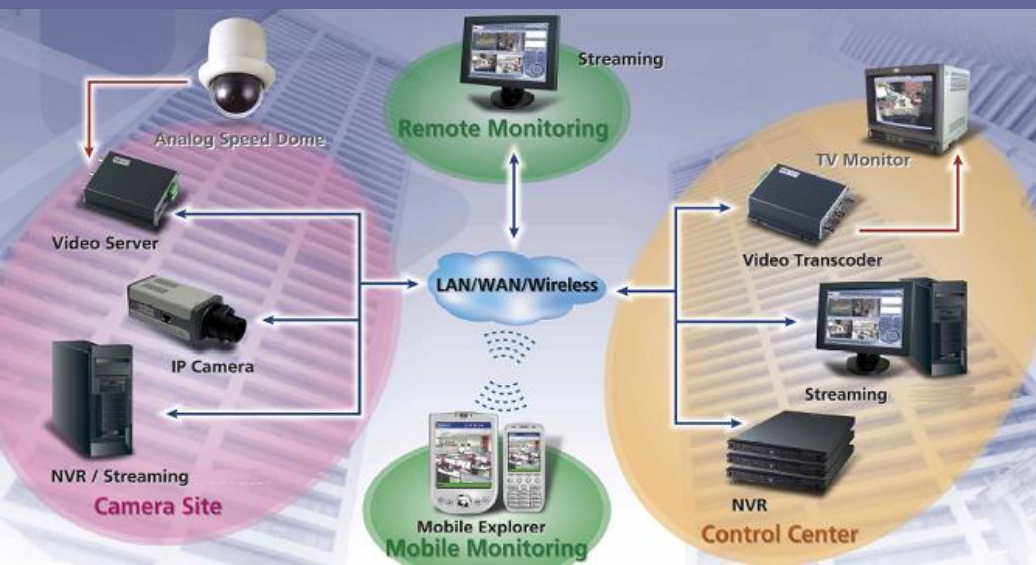 Streaming
Remote Monitoring
Analog Speed Dome
TV Monitor
Video Server
Video Transcoder
LAN/WAN/Wireless
IP Camera
Streaming
NVR / Streaming
Camera Site
Mobile Explorer
Mobile Monitoring
NVR
Control Center